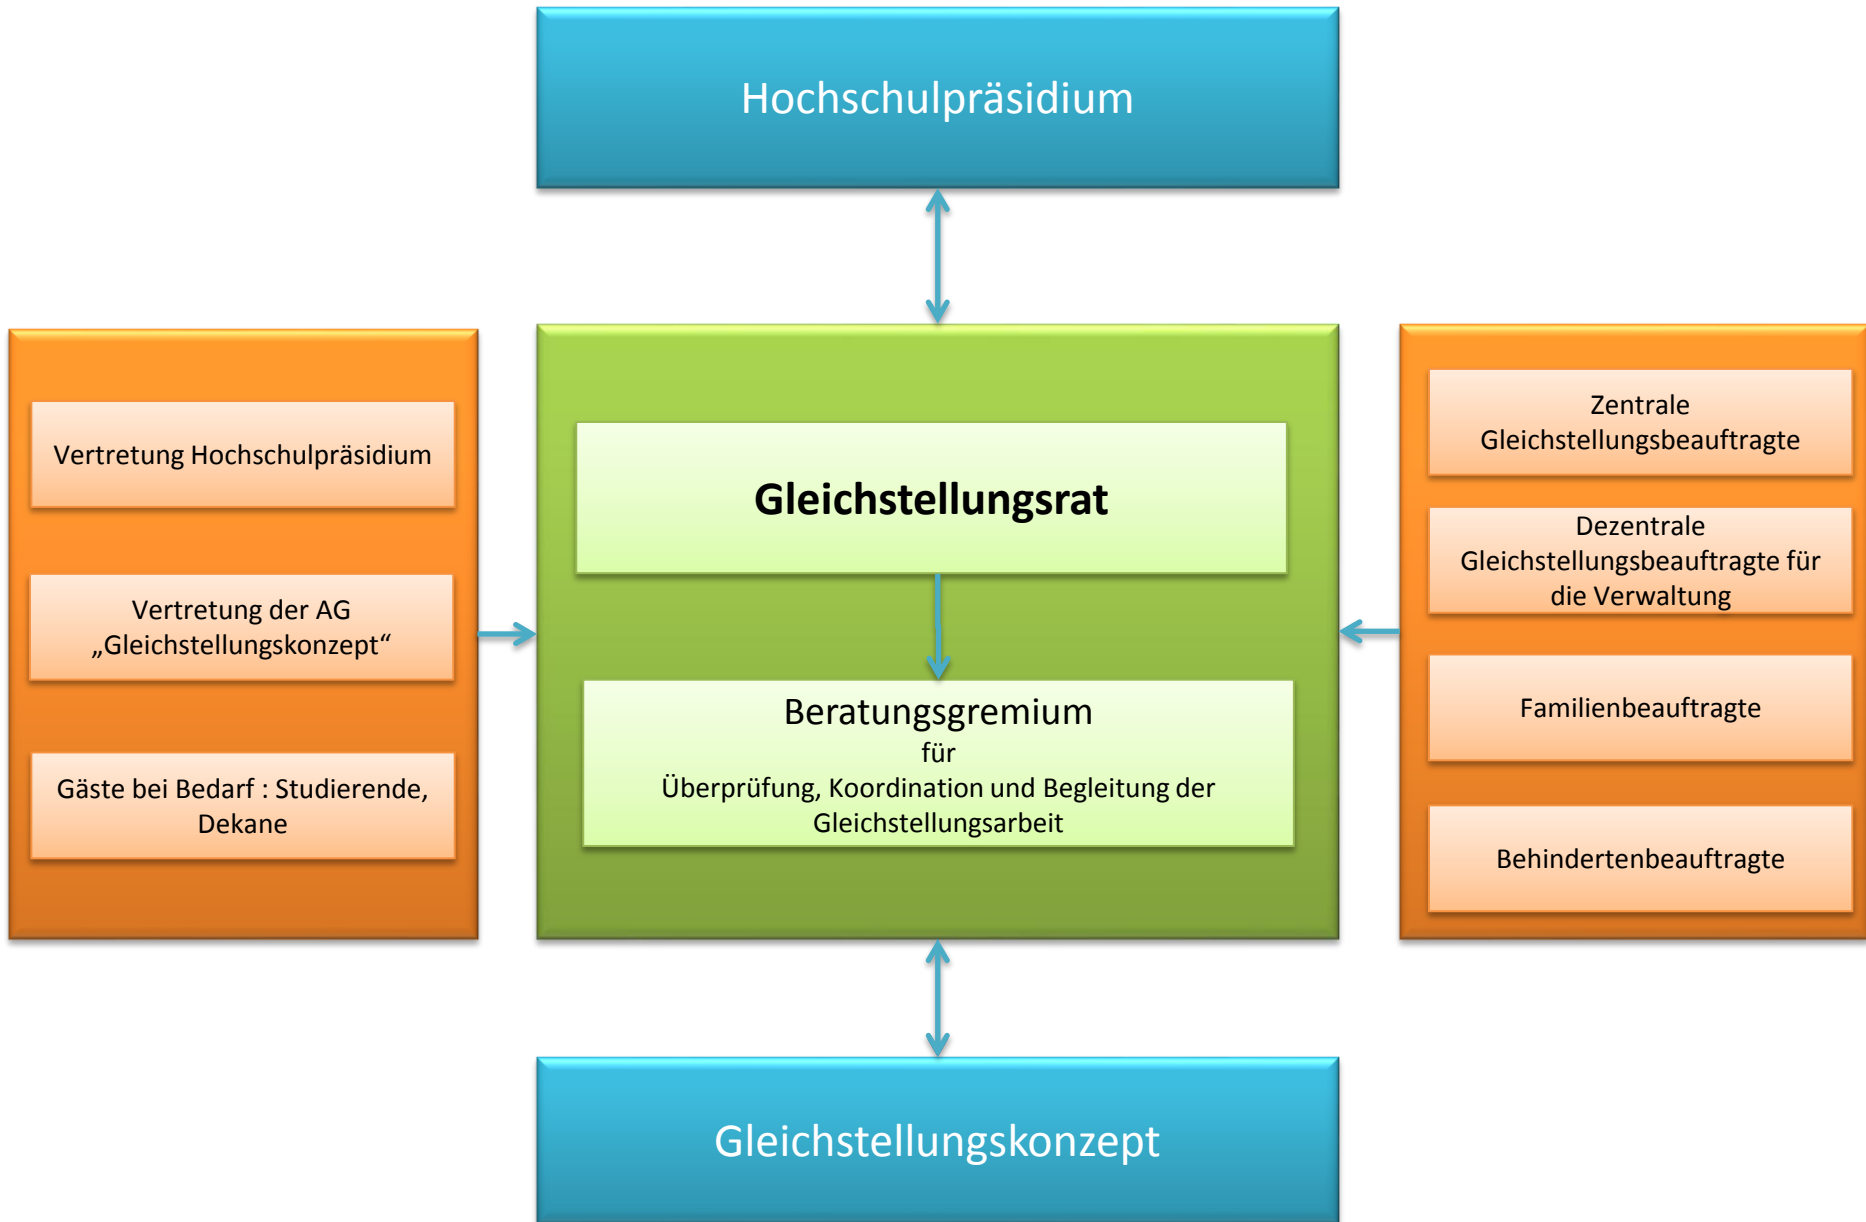 Hochschulpräsidium
Vertretung Hochschulpräsidium
Vertretung der AG
„Gleichstellungskonzept“
Gäste bei Bedarf : Studierende,
Dekane
Gleichstellungsrat
Beratungsgremium
für
Überprüfung, Koordination und Begleitung der
Gleichstellungsarbeit
Zentrale
Gleichstellungsbeauftragte
Dezentrale
Gleichstellungsbeauftragte für
die Verwaltung
Familienbeauftragte
Behindertenbeauftragte
Gleichstellungskonzept